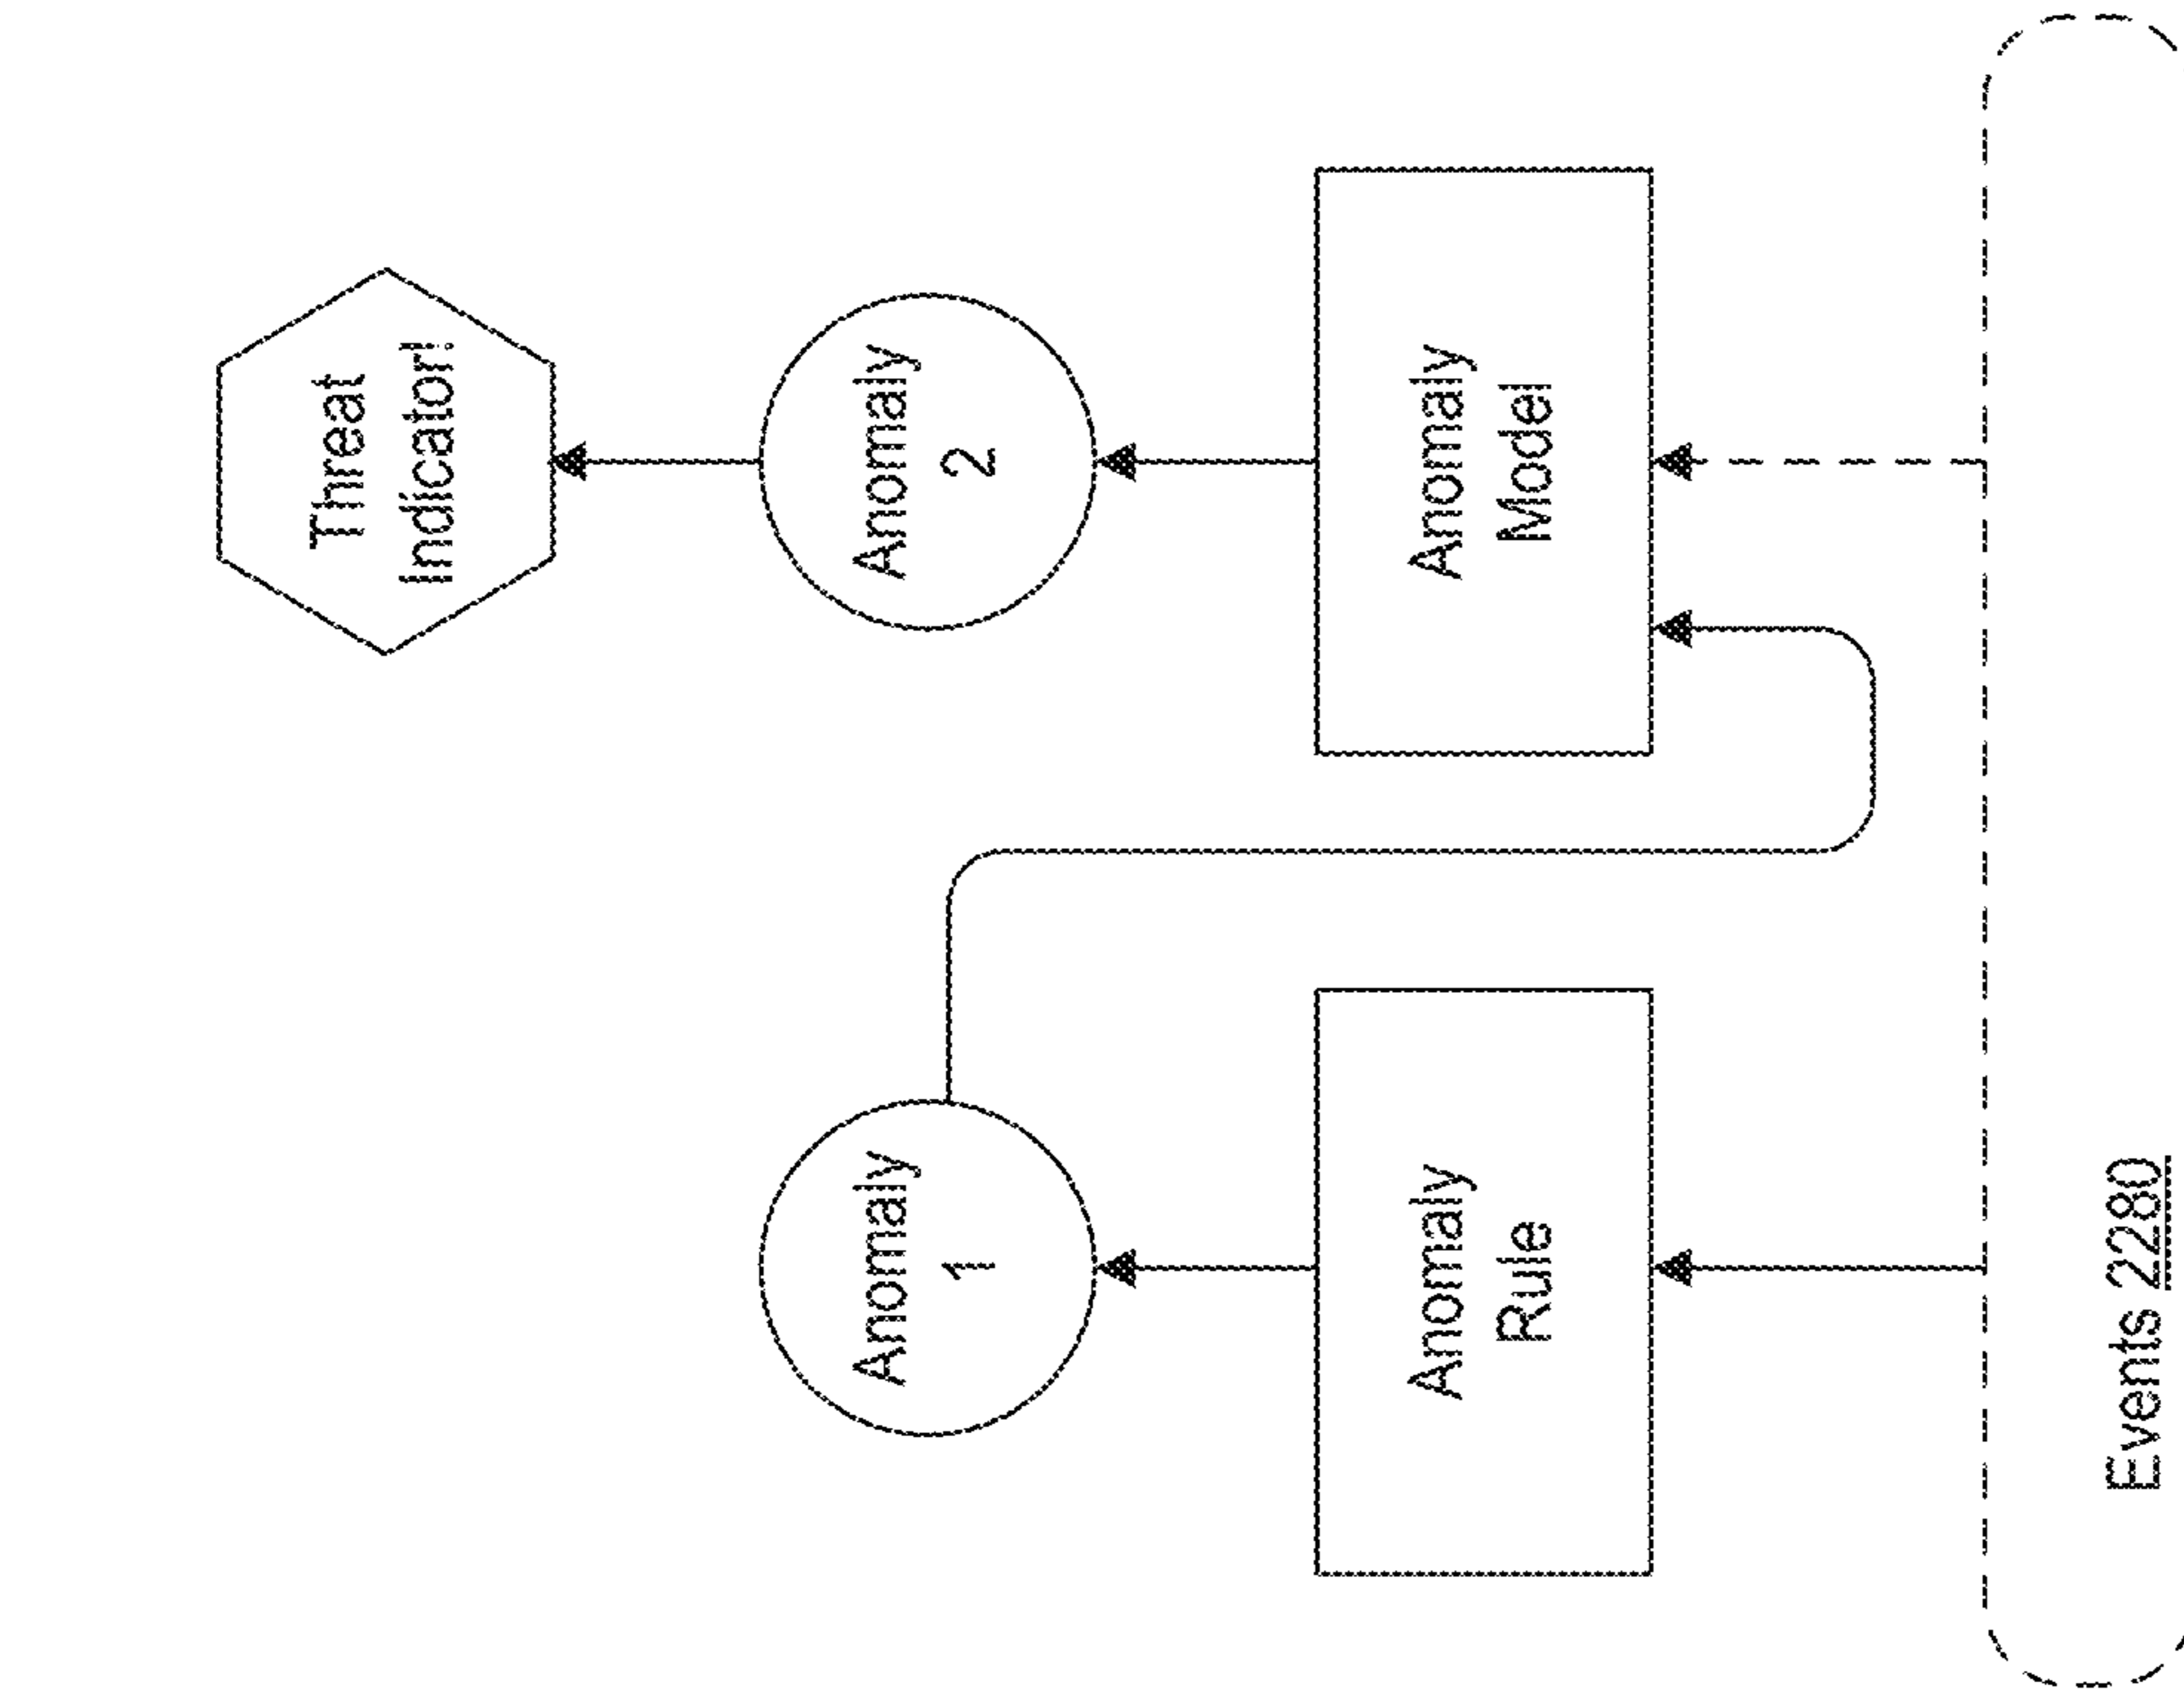 Threat
Indicator!
Anomaly
1
Anomaly
2
Anomaly
Rule
Anomaly
Model
Events 2280